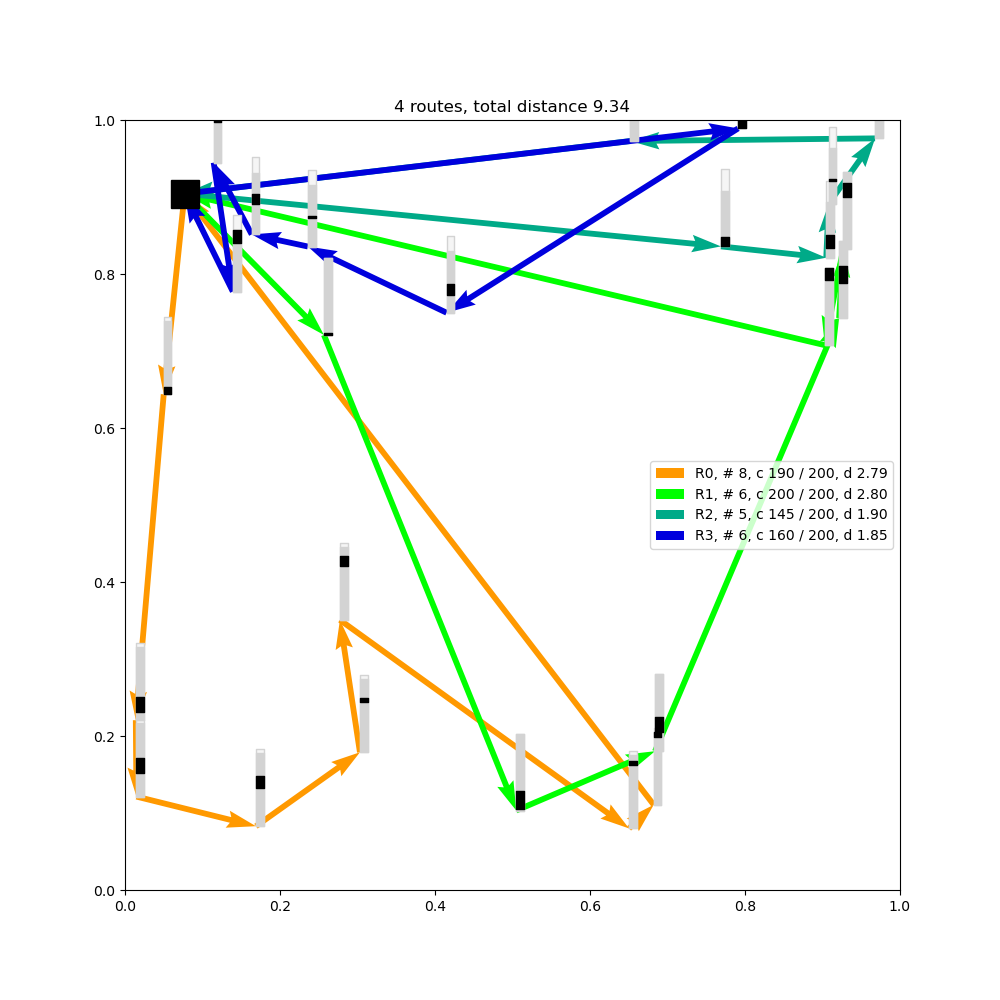 4 routes, total distance 9.34
1.0
0.8
0.6
0.4
0.2
0.0
R0, # 8, c 190 / 200, d 2.79
R1, # 6, c 200 / 200, d 2.80
R2, # 5, c 145 / 200, d 1.90
R3, # 6, c 160 / 200, d 1.85
0.0 0.2 0.4 0.6 0.8 1.0